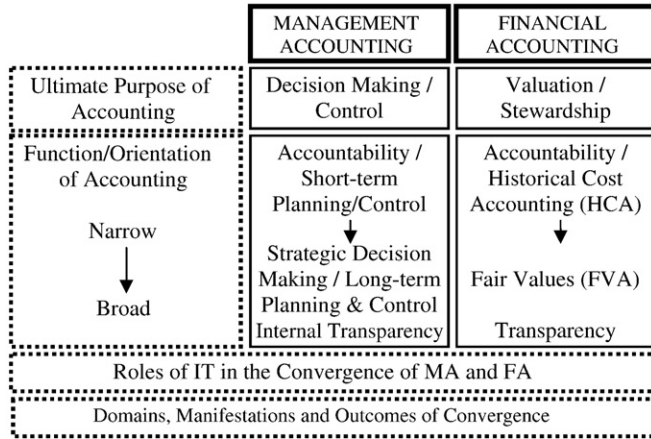 MANAGEMENT
ACCOUNTING
FINANCIAL
ACCOUNTING
Ultimate Purpose of
Accounting
Decision Making /
Control
Valuation /
Stewardship
Function/Orientation
of Accounting
Narrow
Broad
Accountability /
Short-term
Planning/Control
Strategic Decision
Making / Long-term
Planning & Control
Internal Transparency
Accountability /
Historical Cost
Accounting (HCA)
Fair Values (FVA)
Transparency
Roles of IT in the Convergence of MA and FA
Domains, Manifestations and Outcomes of Convergence